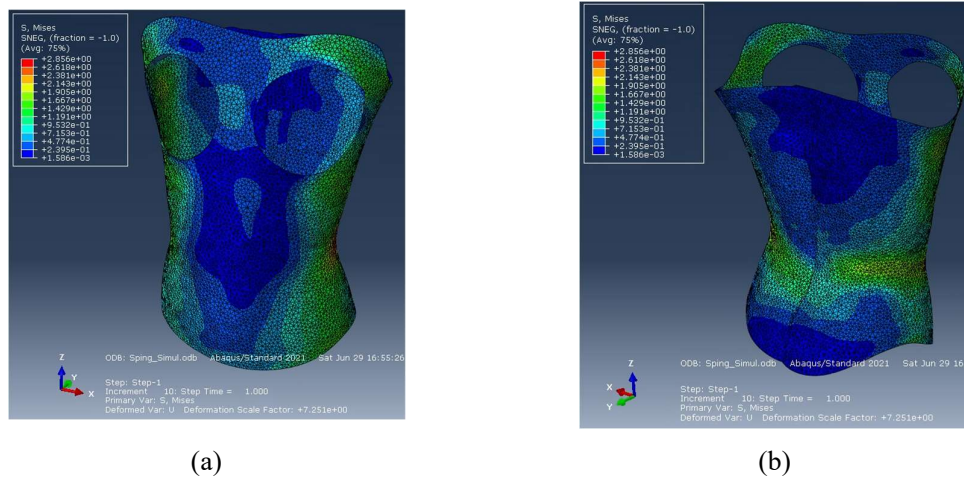 S, Mises
SNEG, (fraction = -1.0)
(Avg: 75%)
+2.856e+00
+2.618e+00
+2.381e+00
+2.143e+00
+1.905e+00
+1.667e+00
+1.429e+00
+1.191e+00
+9.532e-01
+7.153e-01
+4.774e-01
+2.395e-01
+1.586e-03
Z
Y
X
ODB: Sping_Simul.odb Abaqus/Standard 2021 Sat Jun 29 16:55:26
Step: Step-1
Increment 10: Step Time = 1.000
Primary Var: S, Mises
Deformed Var: U Deformation Scale Factor: +7.251e+00
(a)
S, Mises
SNEG, (fraction = -1.0)
(Avg: 75%)
+2.856e+00
+2.618e+00
+2.381e+00
+2.143e+00
+1.905e+00
+1.667e+00
+1.429e+00
+1.191e+00
+9.532e-01
+7.153e-01
+4.774e-01
+2.395e-01
+1.586e-03
Z
X
Y
ODB: Sping_Simul.odb Abaqus/Standard 2021 Sat Jun 29
Step: Step-1
Increment 10: Step Time = 1.000
Primary Var: S, Mises
Deformed Var: U Deformation Scale Factor: +7.251e+00
(b)